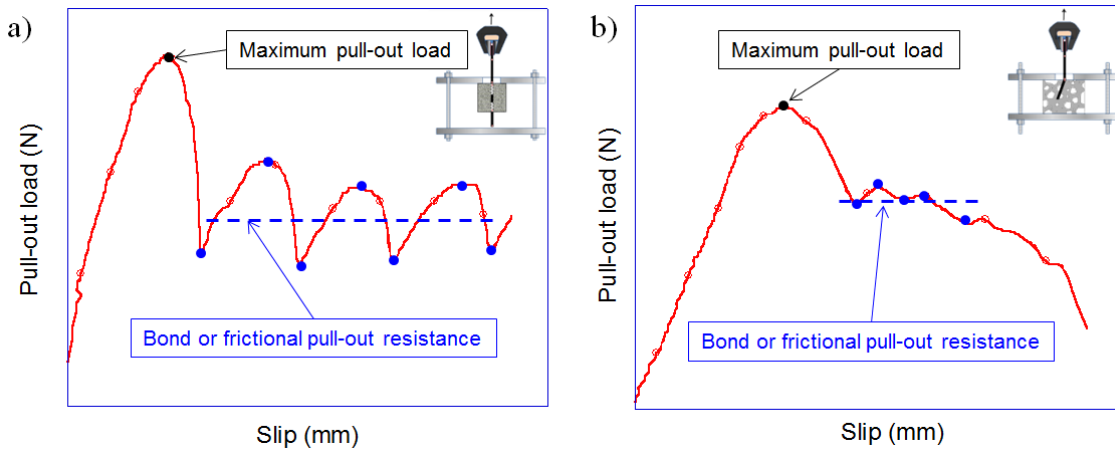 a)
Maximum pull-out load
Pull-out load (N)
Bond or frictional pull-out resistance
Slip (mm)
b)
Maximum pull-out load
Pull-out load (N)
Bond or frictional pull-out resistance
Slip (mm)